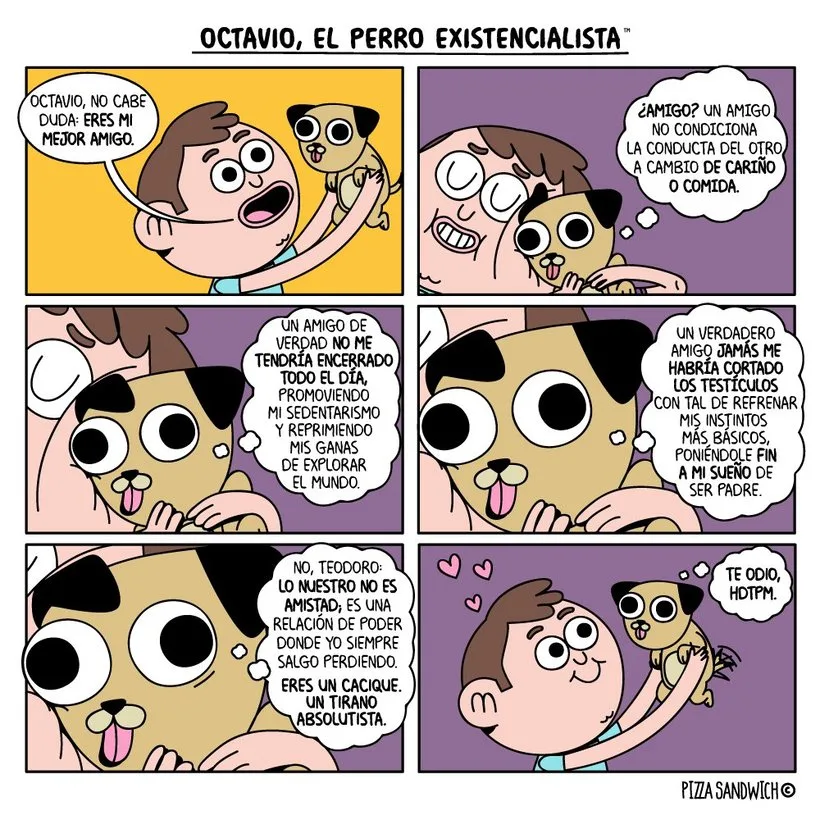 OCTAVIO, EL PERRO EXISTENCIALISTA™
OCTAVIO, NO CABE
DUDA: ERES MI
MEJOR AMIGO.
¿AMIGO? UN AMIGO
NO CONDICIONA
LA CONDUCTA DEL OTRO
A CAMBIO DE CARIÑO
O COMIDA.
UN AMIGO DE
VERDAD NO ME
TENDRÍA ENCERRADO
TODO EL DÍA,
PROMOVIENDO
MI SEDENTARISMO
Y REPRIMIENDO
MIS GANAS
DE EXPLORAR
EL MUNDO.
UN VERDADERO
AMIGO JAMÁS ME
HABRÍA CORTADO
LOS TESTÍCULOS
CON TAL DE REFRENAR
MIS INSTINTOS
MÁS BÁSICOS,
PONIÉNDOLE FIN
A MI SUEÑO DE
SER PADRE.
NO, TEODORO:
LO NUESTRO NO ES
AMISTAD; ES UNA
RELACIÓN DE PODER
DONDE YO SIEMPRE
SALGO PERDIENDO.
ERES UN CACIQUE.
UN TIRANO
ABSOLUTISTA.
TE ODIO,
HDTPM.
PIZZA SANDWICH©